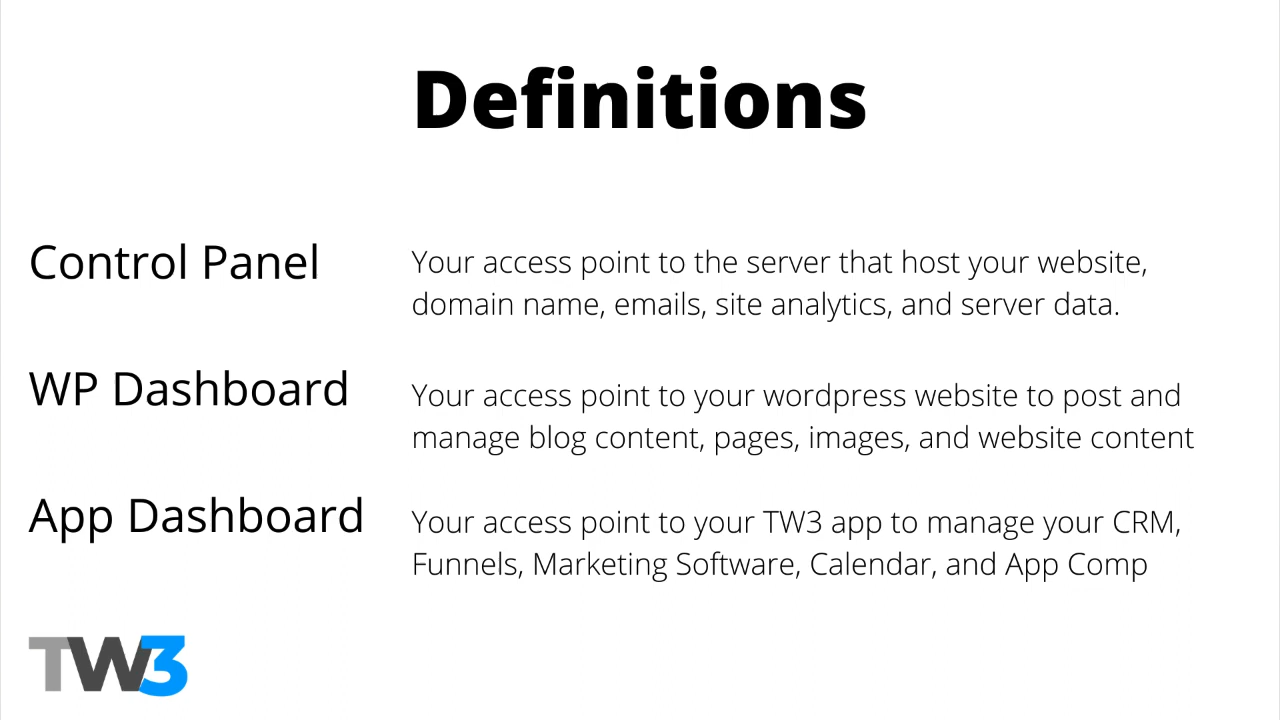 Definitions
Control Panel
Your access point to the server that host your website,
domain name, emails, site analytics, and server data.
WP Dashboard
Your access point to your wordpress website to post and
manage blog content, pages, images, and website content
App Dashboard
Your access point to your TW3 app to manage your CRM,
Funnels, Marketing Software, Calendar, and App Comp
TW3